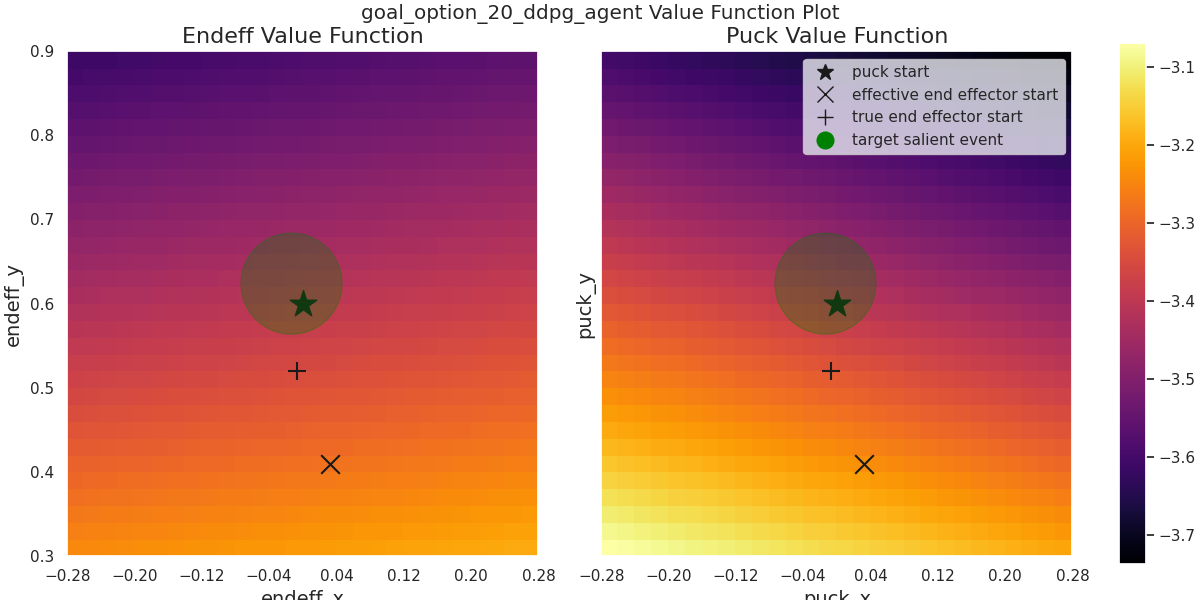 goal_option_20_ddpg_agent Value Function Plot
Endeff Value Function
Puck Value Function
puck start
effective end effector start
true end effector start
target salient event
0.9
0.8
0.7
0.6
0.5
0.4
0.3
endeff_y
−0.28 −0.20 −0.12 −0.04 0.04 0.12 0.20 0.28
endeff_x
puck_y
−0.28 −0.20 −0.12 −0.04 0.04 0.12 0.20 0.28
puck_x
−3.1
−3.2
−3.3
−3.4
−3.5
−3.6
−3.7